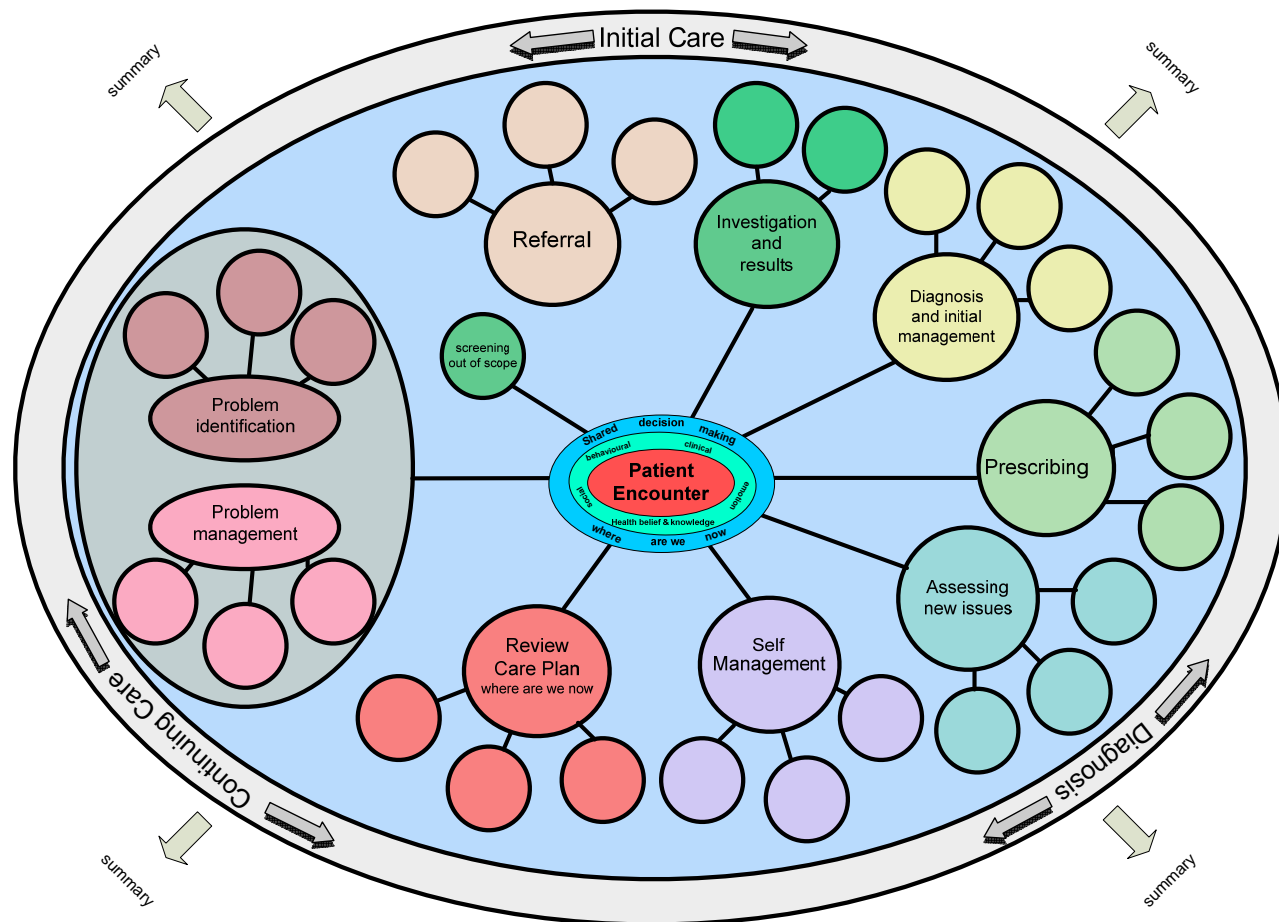 Initial Care
summary
summary
Referral
Investigation
and
results
Diagnosis
and initial
management
screening
out of scope
Problem
identification
Problem
management
Shared decision making
behavioural
clinical
social
emotion
Patient
Encounter
Health belief & knowledge
where are we now
Prescribing
Assessing
new issues
Review
Care Plan
where are we now
Self
Management
Continuing Care
Diagnosis
summary
summary